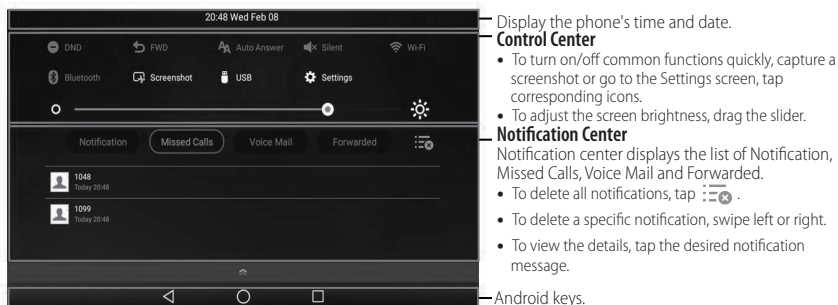 20:48 Wed Feb 08
DND
FWD
Auto Answer
Silent
Wi-Fi
Bluetooth
Screenshot
USB
Settings
Notification
Missed Calls
Voice Mail
Forwarded
1048
Today 20:48
1099
Today 20:48
Display the phone's time and date.
Control Center
• To turn on/off common functions quickly, capture a
screenshot or go to the Settings screen, tap
corresponding icons.
• To adjust the screen brightness, drag the slider.
Notification Center
Notification center displays the list of Notification,
Missed Calls, Voice Mail and Forwarded.
• To delete all notifications, tap .
• To delete a specific notification, swipe left or right.
• To view the details, tap the desired notification
message.
Android keys.